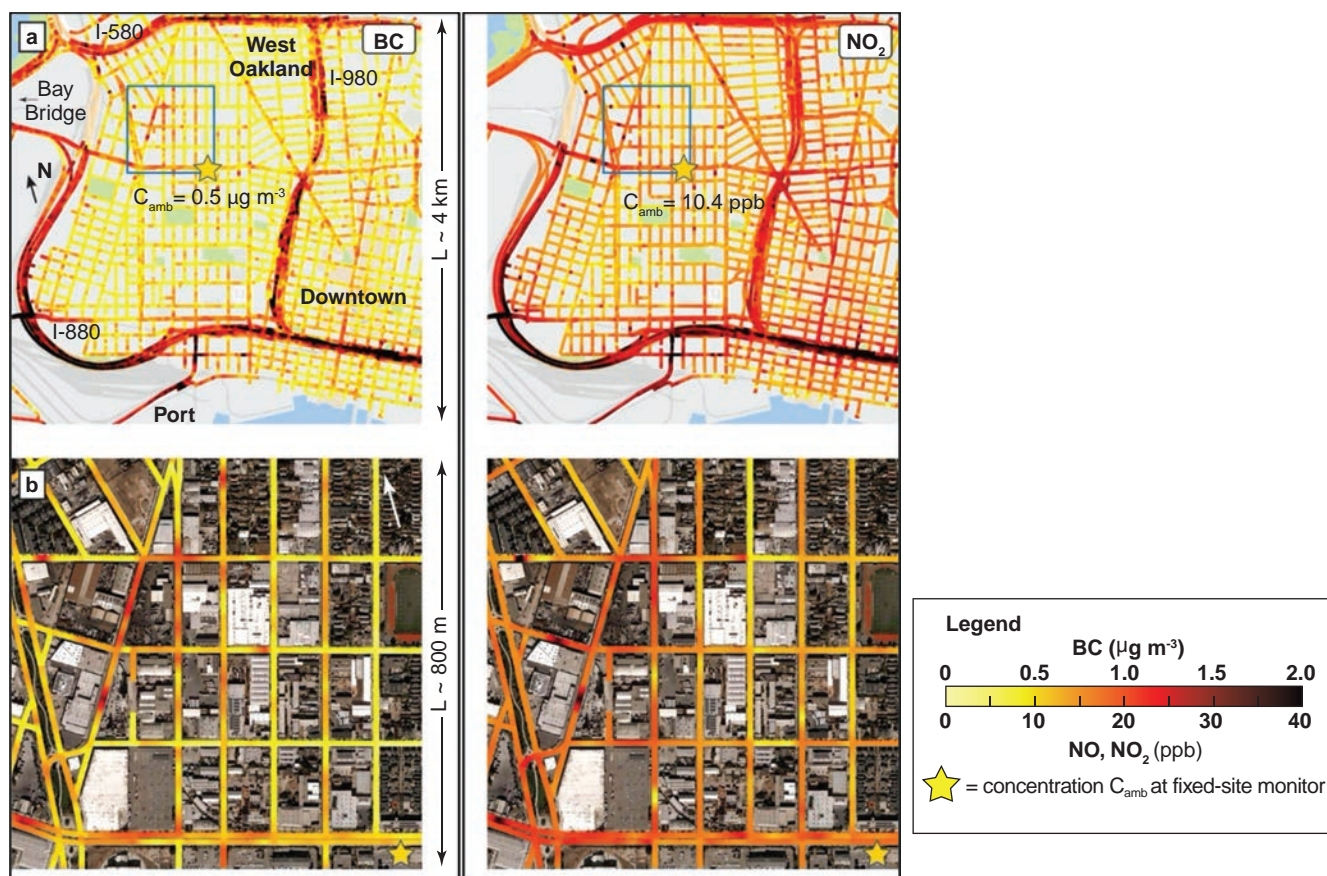 a
I-580
West
Oakland
BC
I-980
Bay
Bridge
N
C_amb = 0.5 µg m⁻³
Downtown
I-880
Port
L ~ 4 km
NO₂
C_amb = 10.4 ppb
b
L ~ 800 m
Legend
BC (µg m⁻³)
0 0.5 1.0 1.5 2.0
0 10 20 30 40
NO, NO₂ (ppb)
= concentration C_amb at fixed-site monitor